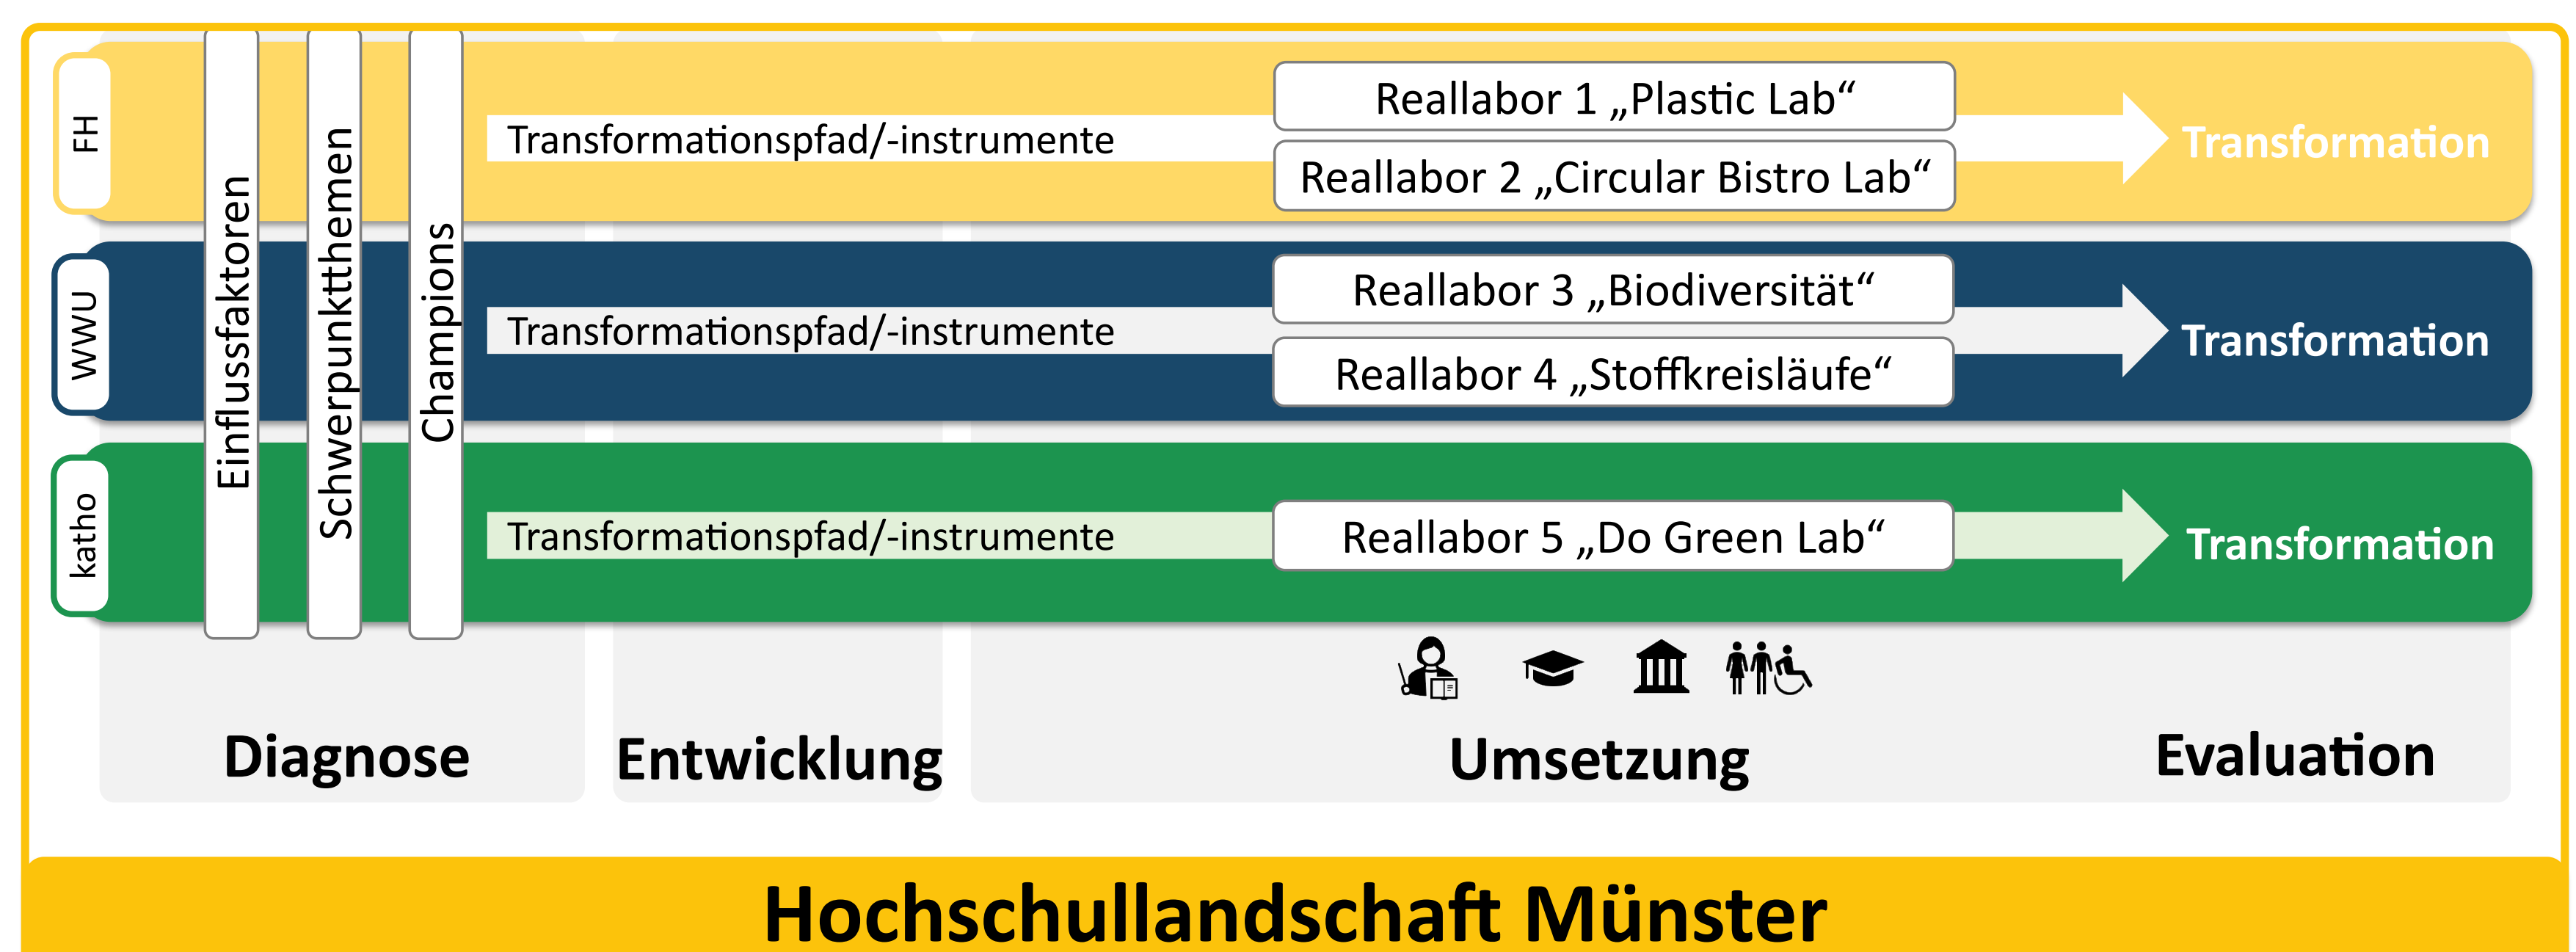 FH
Einflussfaktoren
Schwerpunktthemen
Champions
Transformationspfad/-instrumente
Reallabor 1 „Plastic Lab“
Reallabor 2 „Circular Bistro Lab“
Transformation
WWU
Transformationspfad/-instrumente
Reallabor 3 „Biodiversität“
Reallabor 4 „Stoffkreisläufe“
Transformation
katho
Transformationspfad/-instrumente
Reallabor 5 „Do Green Lab“
Transformation
Diagnose
Entwicklung
Umsetzung
Evaluation
Hochschullandschaft Münster